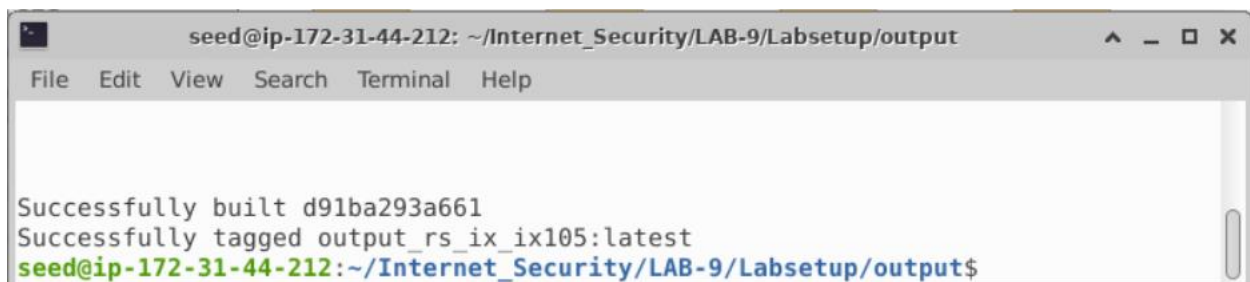 seed@ip-172-31-44-212: ~/Internet_Security/LAB-9/Labsetup/output
File Edit View Search Terminal Help
Successfully built d91ba293a661
Successfully tagged output_rs_ix_ix105:latest
seed@ip-172-31-44-212:~/Internet_Security/LAB-9/Labsetup/output$